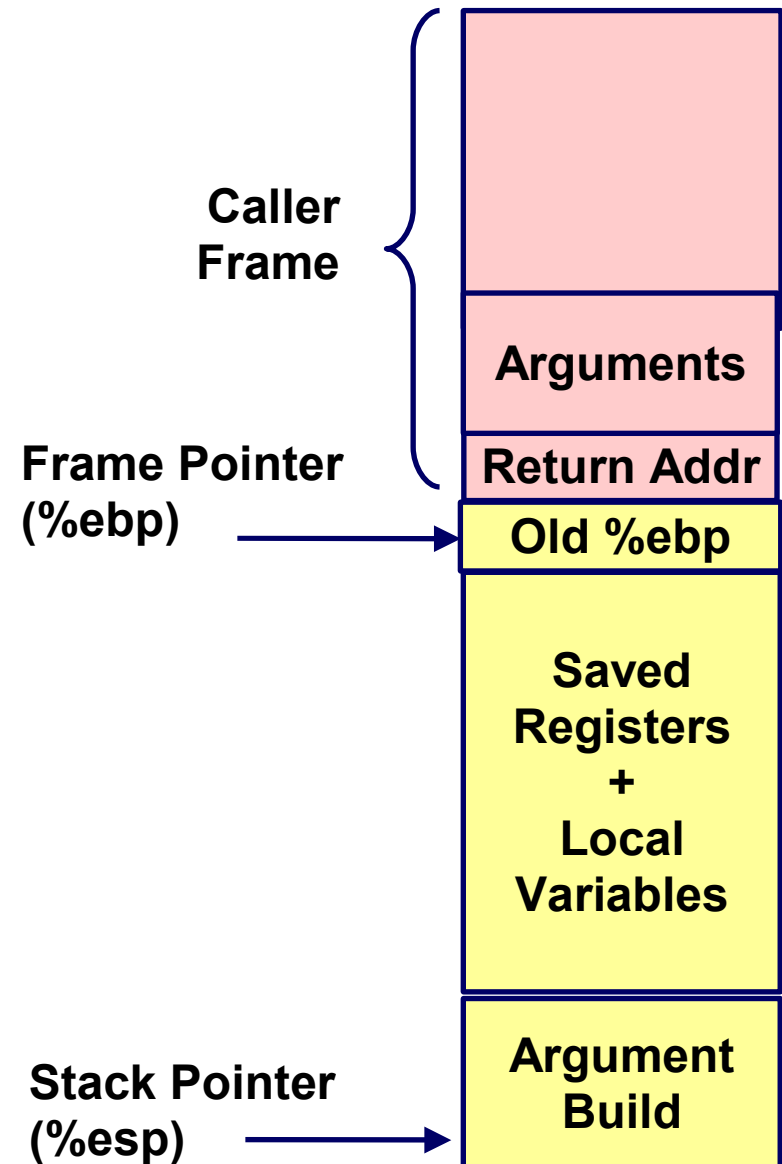 Caller
Frame
Arguments
Frame Pointer
(%ebp)
Return Addr
Old %ebp
Saved
Registers
+
Local
Variables
Argument
Build
Stack Pointer
(%esp)